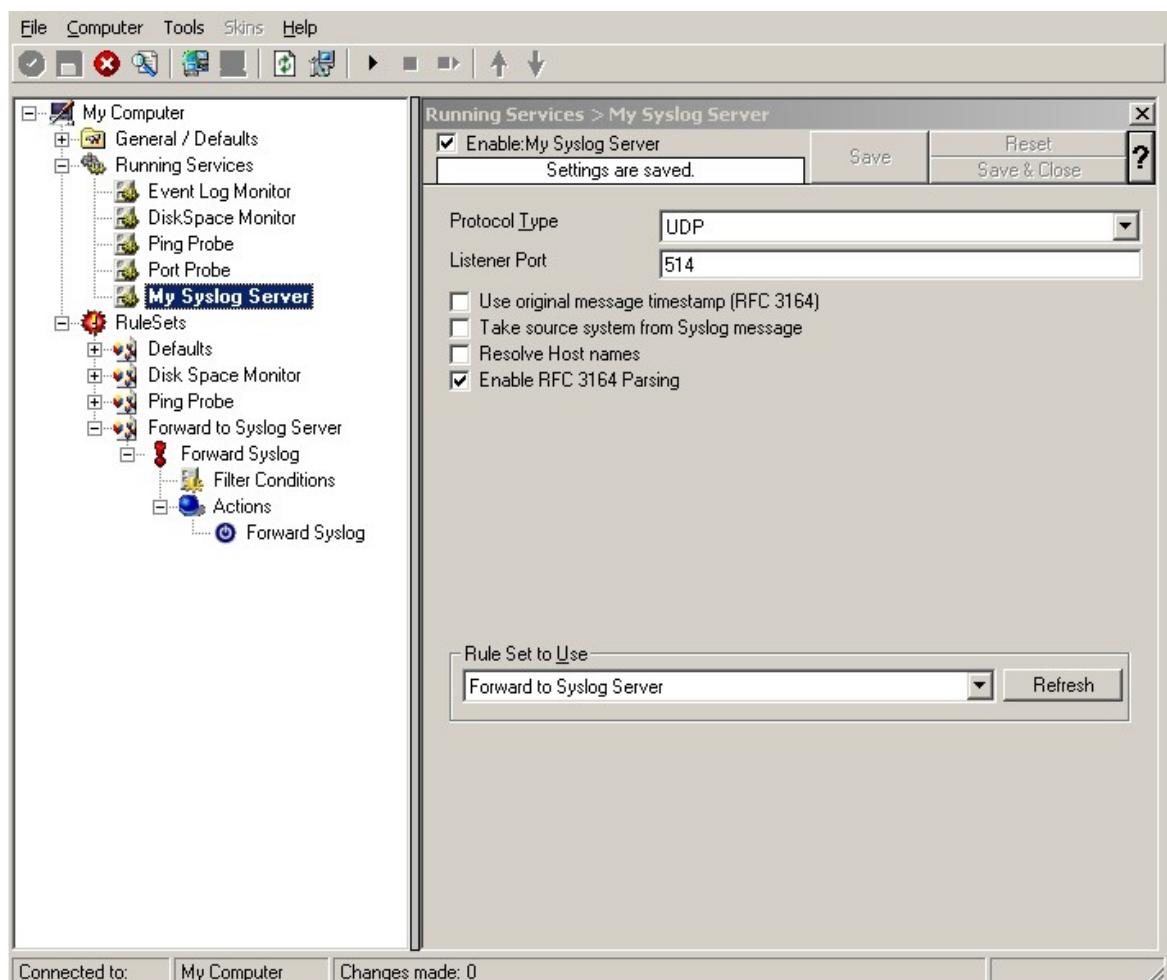 File Computer Tools Skins Help
My Computer
General / Defaults
Running Services
Event Log Monitor
DiskSpace Monitor
Ping Probe
Port Probe
My Syslog Server
RuleSets
Defaults
Disk Space Monitor
Ping Probe
Forward to Syslog Server
Forward Syslog
Filter Conditions
Actions
Forward Syslog
Running Services > My Syslog Server
Enable:My Syslog Server
Settings are saved.
Save
Reset
Save & Close
?
Protocol Type
UDP
Listener Port
514
Use original message timestamp (RFC 3164)
Take source system from Syslog message
Resolve Host names
Enable RFC 3164 Parsing
Rule Set to Use
Forward to Syslog Server
Refresh
Connected to: My Computer Changes made: 0